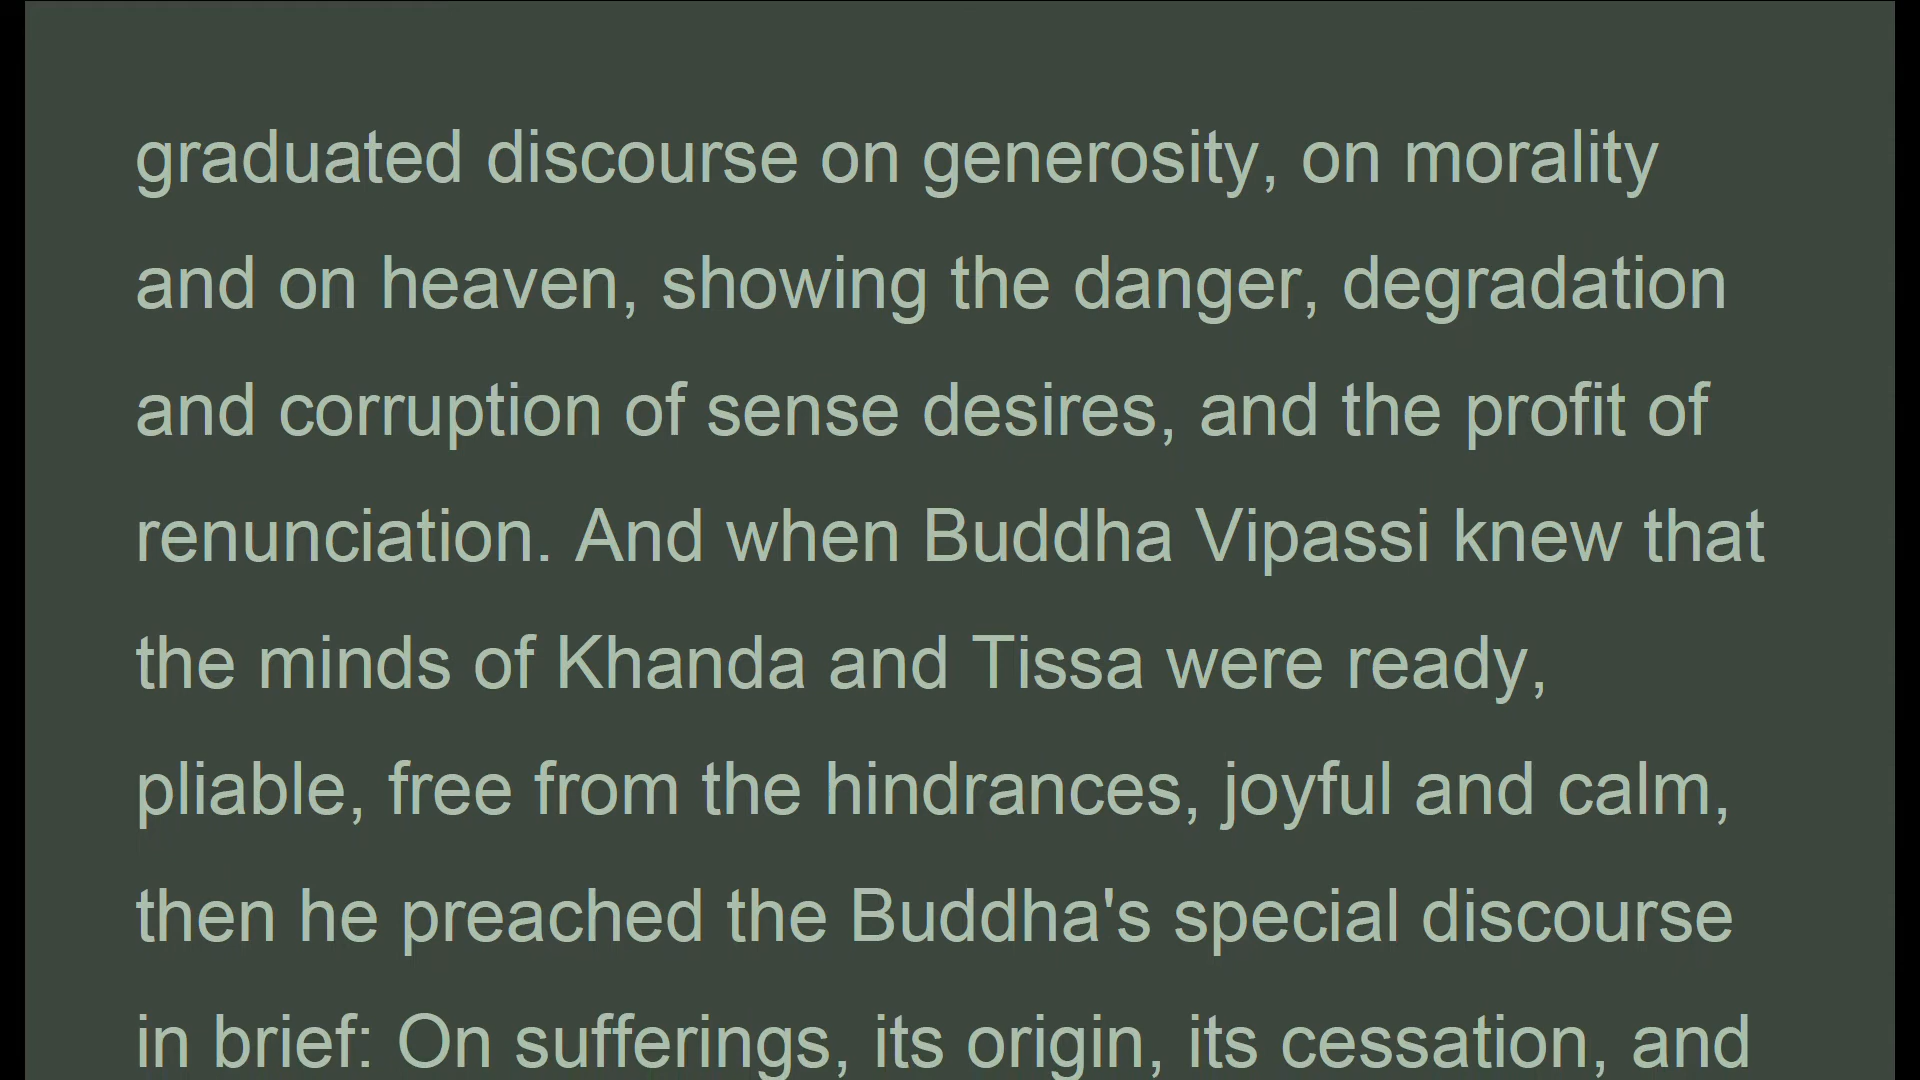 graduated discourse on generosity, on morality
and on heaven, showing the danger, degradation
and corruption of sense desires, and the profit of
renunciation. And when Buddha Vipassi knew that
the minds of Khanda and Tissa were ready,
pliable, free from the hindrances, joyful and calm,
then he preached the Buddha's special discourse
in brief: On sufferings, its origin, its cessation, and